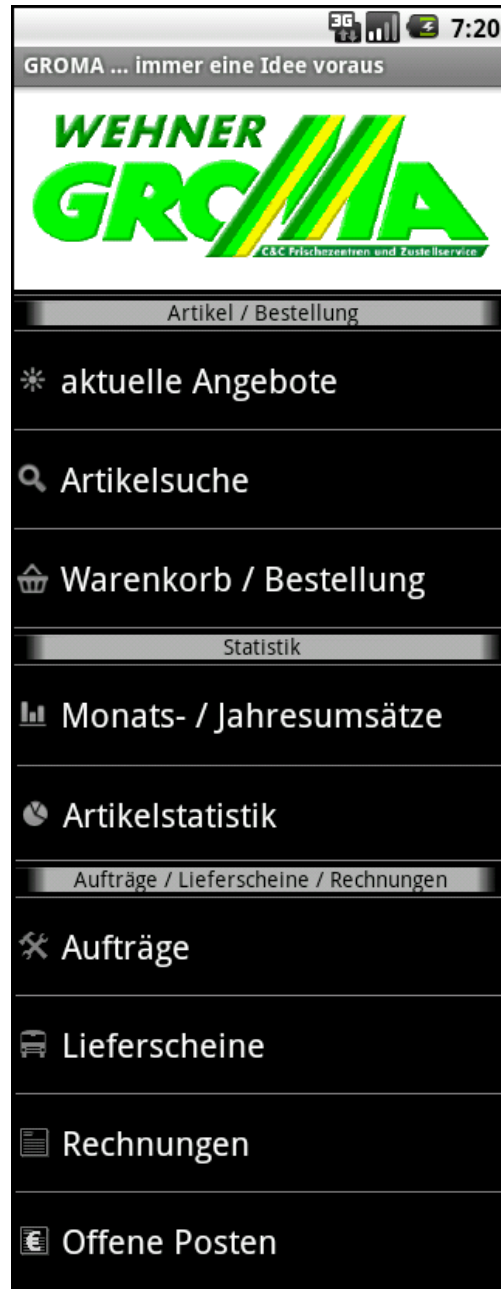 3G 7:20
GROMA ... immer eine Idee voraus
WEHNER
GROMA
C&C Frischezentren und Zustellservice
Artikel / Bestellung
aktuelle Angebote
Artikelsuche
Warenkorb / Bestellung
Statistik
Monats- / Jahresumsätze
Artikelstatistik
Aufträge / Lieferscheine / Rechnungen
Aufträge
Lieferscheine
Rechnungen
€ Offene Posten